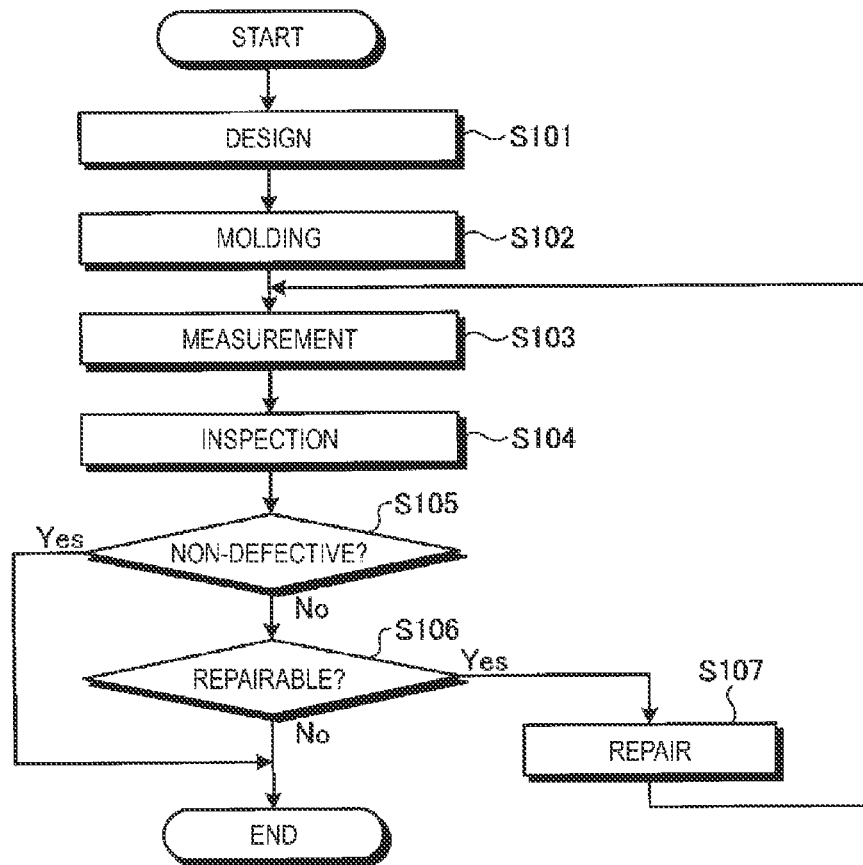 START
DESIGN
S101
MOLDING
S102
MEASUREMENT
S103
INSPECTION
S104
S105
Yes
NON-DEFECTIVE?
No
S106
REPAIRABLE?
Yes
S107
No
REPAIR
END